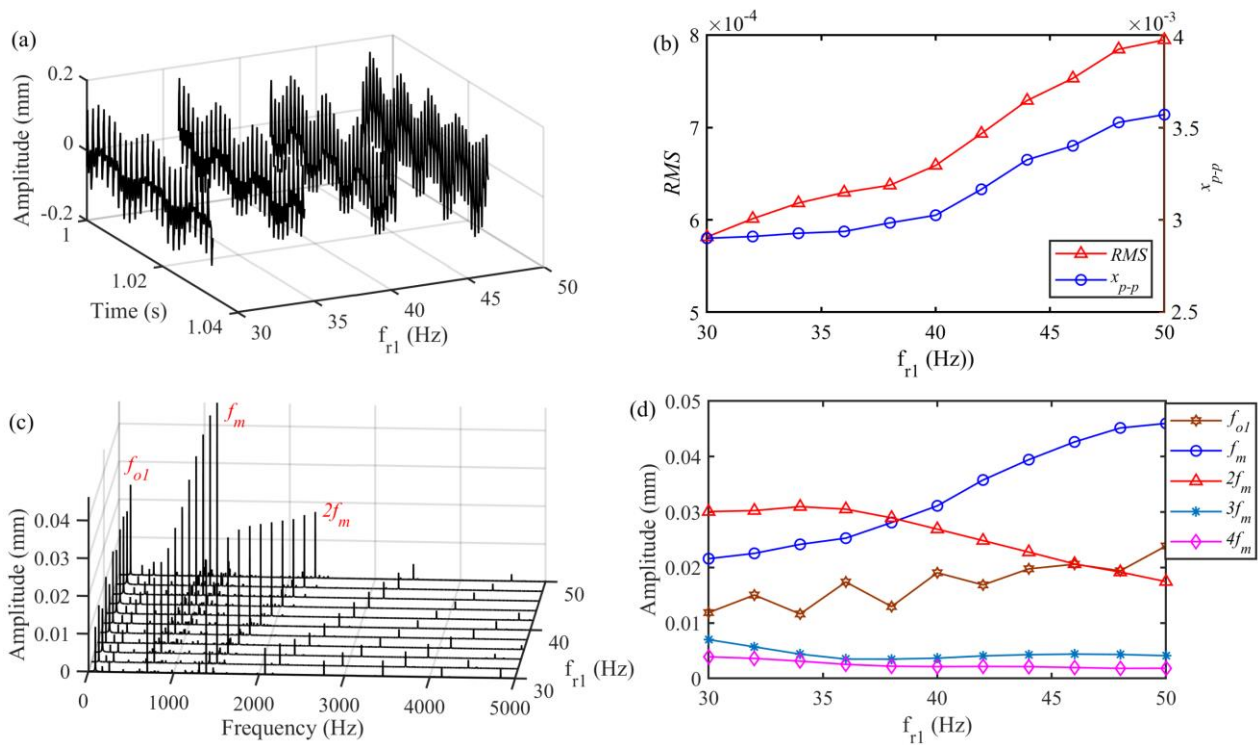 (a)
0.2
0
-0.2
Amplitude (mm)
1
1.02
1.04
Time (s)
30
35
40
45
50
f_r1 (Hz)
(b)
×10^-4
×10^-3
8
7
6
5
RMS
4
3.5
3
2.5
x_p-p
RMS
x_p-p
30
35
40
45
50
f_r1 (Hz))
(c)
f_m
f_o1
2f_m
0.04
0.03
0.02
0.01
0
Amplitude (mm)
0
1000
2000
3000
4000
5000
Frequency (Hz)
50
40
30
f_r1 (Hz)
(d)
0.05
0.04
0.03
0.02
0.01
0
Amplitude (mm)
f_o1
f_m
2f_m
3f_m
4f_m
30
35
40
45
50
f_r1 (Hz)